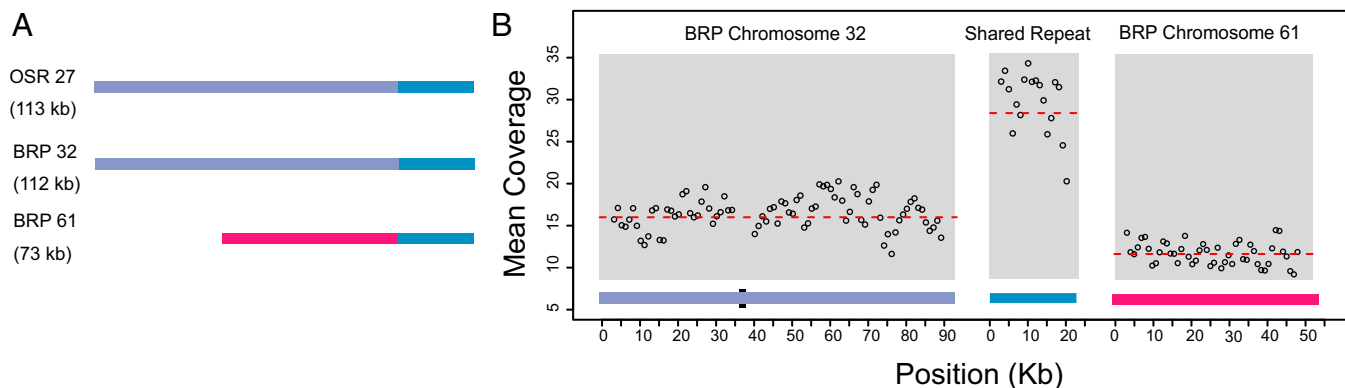 A
OSR 27
(113 kb)
BRP 32
(112 kb)
BRP 61
(73 kb)
B
BRP Chromosome 32
Shared Repeat
BRP Chromosome 61
Mean Coverage
35
30
25
20
15
10
5
0 10 20 30 40 50 60 70 80 90
0 10 20
0 10 20 30 40 50
Position (Kb)